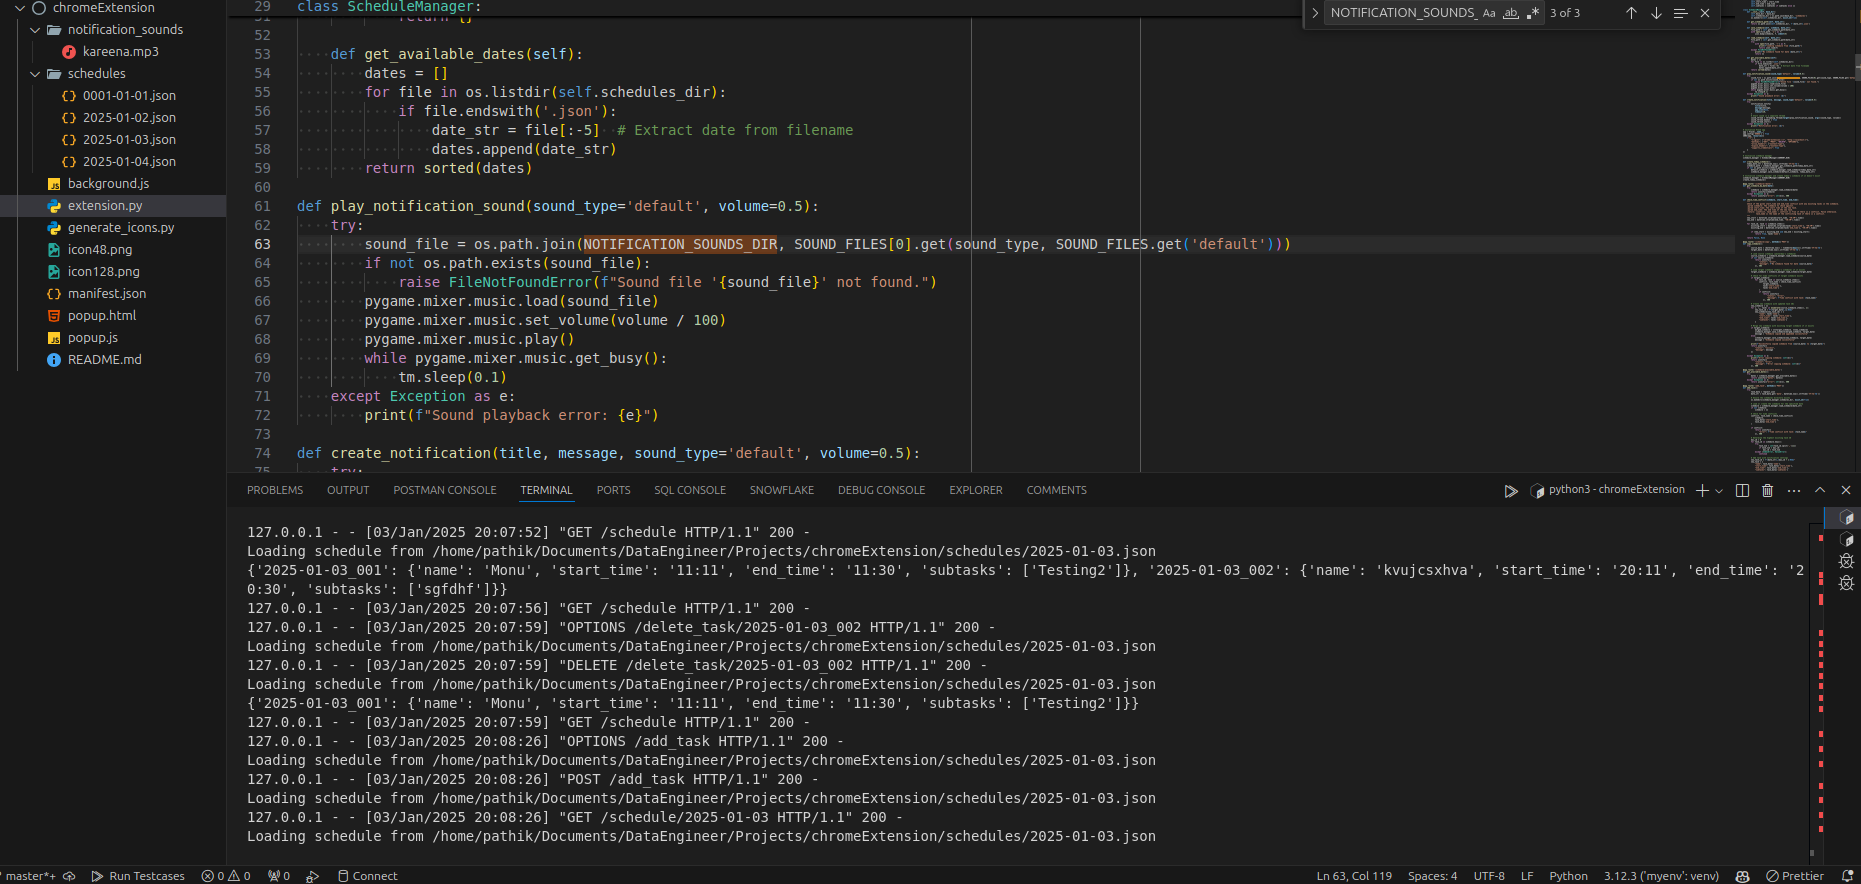 chromeExtension
notification_sounds
kareena.mp3
schedules
0001-01-01.json
2025-01-02.json
2025-01-03.json
2025-01-04.json
background.js
extension.py
generate_icons.py
icon48.png
icon128.png
manifest.json
popup.html
popup.js
README.md
29 class ScheduleManager:
51 return {}
52
53 def get_available_dates(self):
54 dates = []
55 for file in os.listdir(self.schedules_dir):
56 if file.endswith('.json'):
57 date_str = file[:-5]  # Extract date from filename
58 dates.append(date_str)
59 return sorted(dates)
60
61 def play_notification_sound(sound_type='default', volume=0.5):
62 try:
63 sound_file = os.path.join(NOTIFICATION_SOUNDS_DIR, SOUND_FILES[0].get(sound_type, SOUND_FILES.get('default')))
64 if not os.path.exists(sound_file):
65 raise FileNotFoundError(f"Sound file '{sound_file}' not found.")
66 pygame.mixer.music.load(sound_file)
67 pygame.mixer.music.set_volume(volume / 100)
68 pygame.mixer.music.play()
69 while pygame.mixer.music.get_busy():
70 tm.sleep(0.1)
71 except Exception as e:
72 print(f"Sound playback error: {e}")
73
74 def create_notification(title, message, sound_type='default', volume=0.5):
75 try:
NOTIFICATION_SOUNDS_ Aa ab .* 3 of 3
PROBLEMS OUTPUT POSTMAN CONSOLE TERMINAL PORTS SQL CONSOLE SNOWFLAKE DEBUG CONSOLE EXPLORER COMMENTS
python3 - chromeExtension
127.0.0.1 - - [03/Jan/2025 20:07:52] "GET /schedule HTTP/1.1" 200 -
Loading schedule from /home/pathik/Documents/DataEngineer/Projects/chromeExtension/schedules/2025-01-03.json
{'2025-01-03_001': {'name': 'Monu', 'start_time': '11:11', 'end_time': '11:30', 'subtasks': ['Testing2']}, '2025-01-03_002': {'name': 'kvujcsxhva', 'start_time': '20:11', 'end_time': '2
0:30', 'subtasks': ['sgfdhf']}}
127.0.0.1 - - [03/Jan/2025 20:07:56] "GET /schedule HTTP/1.1" 200 -
127.0.0.1 - - [03/Jan/2025 20:07:59] "OPTIONS /delete_task/2025-01-03_002 HTTP/1.1" 200 -
Loading schedule from /home/pathik/Documents/DataEngineer/Projects/chromeExtension/schedules/2025-01-03.json
127.0.0.1 - - [03/Jan/2025 20:07:59] "DELETE /delete_task/2025-01-03_002 HTTP/1.1" 200 -
Loading schedule from /home/pathik/Documents/DataEngineer/Projects/chromeExtension/schedules/2025-01-03.json
{'2025-01-03_001': {'name': 'Monu', 'start_time': '11:11', 'end_time': '11:30', 'subtasks': ['Testing2']}}
127.0.0.1 - - [03/Jan/2025 20:07:59] "GET /schedule HTTP/1.1" 200 -
127.0.0.1 - - [03/Jan/2025 20:08:26] "OPTIONS /add_task HTTP/1.1" 200 -
Loading schedule from /home/pathik/Documents/DataEngineer/Projects/chromeExtension/schedules/2025-01-03.json
127.0.0.1 - - [03/Jan/2025 20:08:26] "POST /add_task HTTP/1.1" 200 -
Loading schedule from /home/pathik/Documents/DataEngineer/Projects/chromeExtension/schedules/2025-01-03.json
127.0.0.1 - - [03/Jan/2025 20:08:26] "GET /schedule/2025-01-03 HTTP/1.1" 200 -
Loading schedule from /home/pathik/Documents/DataEngineer/Projects/chromeExtension/schedules/2025-01-03.json
master*+ Run Testcases 0 0 0 Connect Ln 63, Col 119 Spaces: 4 UTF-8 LF Python 3.12.3 ('myenv': venv) Prettier